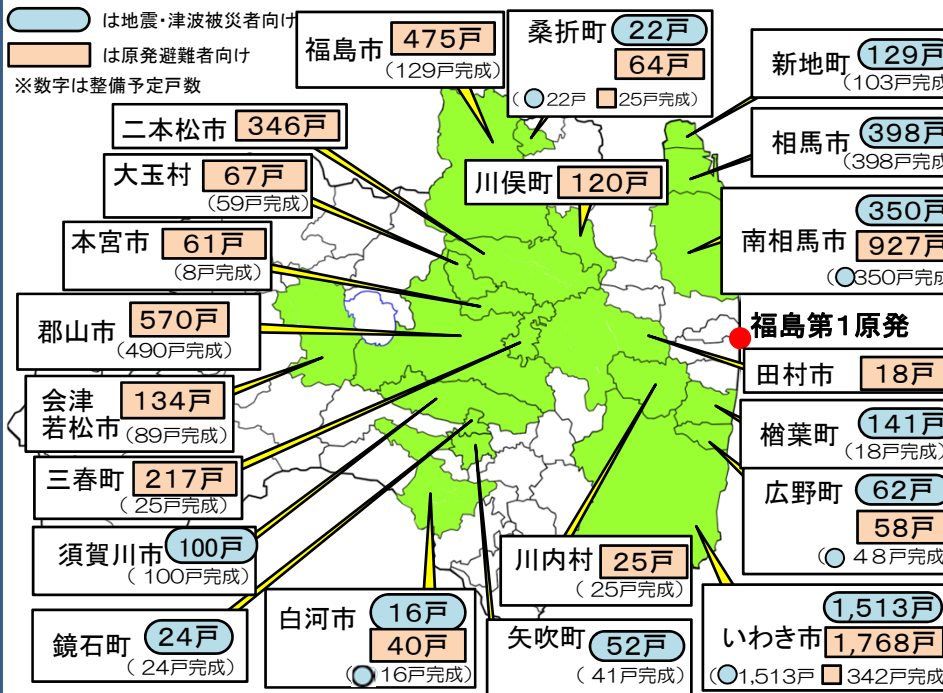 は地震・津波被災者向け
は原発避難者向け
※数字は整備予定戸数
福島市 475戸
(129戸完成)
桑折町 22戸
64戸
(22戸 25戸完成)
新地町 129戸
(103戸完成
相馬市 398戸
(398戸完成)
南相馬市 350戸
927戸
(350戸完成
二本松市 346戸
大玉村 67戸
(59戸完成)
川俣町 120戸
本宮市 61戸
(8戸完成)
郡山市 570戸
(490戸完成)
福島第1原発
田村市 18戸
会津
若松市 134戸
(89戸完成)
楢葉町 141戸
(18戸完成)
三春町 217戸
(25戸完成)
広野町 62戸
58戸
(48戸完成)
須賀川市 100戸
(100戸完成)
川内村 25戸
(25戸完成)
鏡石町 24戸
(24戸完成)
白河市 16戸
40戸
(16戸完成)
矢吹町 52戸
(41戸完成)
いわき市 1,513戸
1,768戸
(1,513戸 342戸完成)